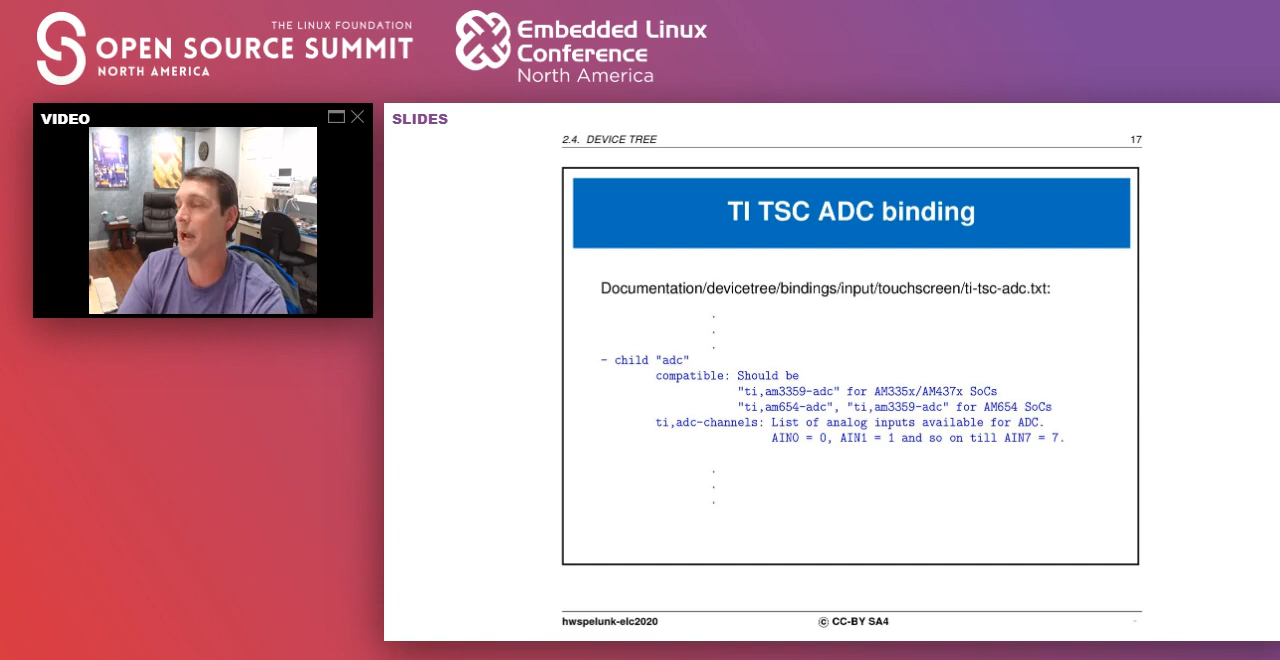 THE LINUX FOUNDATION
OPEN SOURCE SUMMIT
NORTH AMERICA
Embedded Linux
Conference
North America
VIDEO
SLIDES
2.4. DEVICE TREE 17
TI TSC ADC binding
Documentation/devicetree/bindings/input/touchscreen/ti-tsc-adc.txt:
.
.
.
- child "adc"
compatible: Should be
"ti,am3359-adc" for AM335x/AM437x SoCs
"ti,am654-adc", "ti,am3359-adc" for AM654 SoCs
ti,adc-channels: List of analog inputs available for ADC.
AIN0 = 0, AIN1 = 1 and so on till AIN7 = 7.
.
.
.
hwspelunk-elc2020 © CC-BY SA4